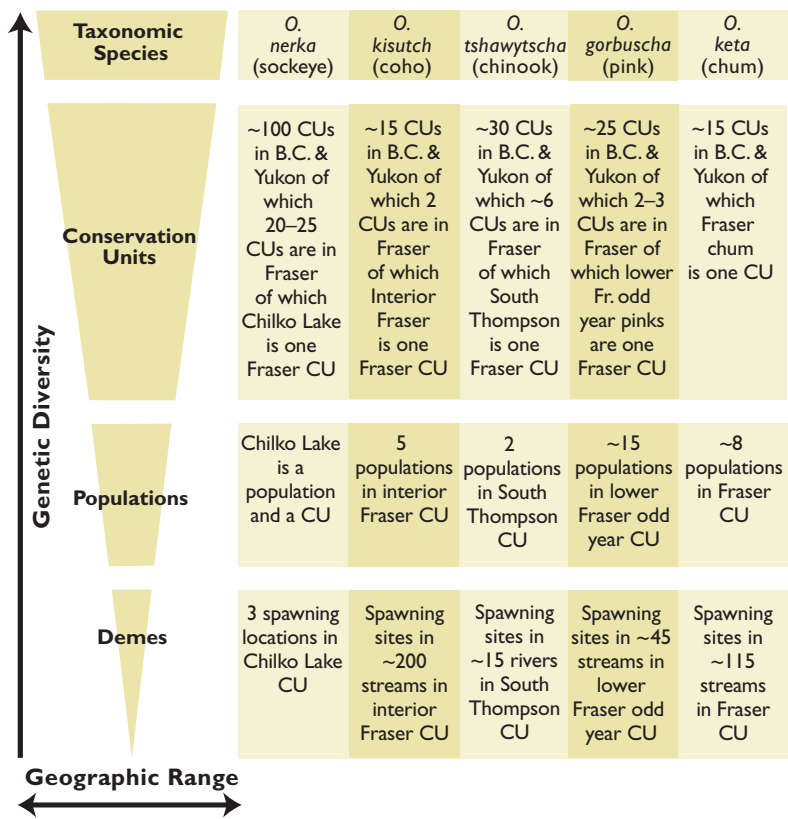 Taxonomic
Species
O.
nerka
(sockeye)
O.
kisutch
(coho)
O.
tshawytscha
(chinook)
O.
gorbuscha
(pink)
O.
keta
(chum)
Conservation
Units
~100 CUs
in B.C. &
Yukon of
which
20–25
CUs are in
Fraser
of which
Chilko Lake
is one
Fraser CU
~15 CUs
in B.C. &
Yukon of
which 2
CUs are in
Fraser
of which
Interior
Fraser
is one
Fraser CU
~30 CUs
in B.C. &
Yukon of
which ~6
CUs are in
Fraser
of which
South
Thompson
is one
Fraser CU
~25 CUs
in B.C. &
Yukon of
which 2–3
CUs are in
Fraser of
which lower
Fr. odd
year pinks
are one
Fraser CU
~15 CUs
in B.C. &
Yukon of
which
Fraser
chum
is one CU
Populations
Chilko Lake
is a
population
and a CU
5
populations
in interior
Fraser CU
2
populations
in South
Thompson
CU
~15
populations
in lower
Fraser odd
year CU
~8
populations
in Fraser
CU
Demes
3 spawning
locations in
Chilko Lake
CU
Spawning
sites in
~200
streams in
interior
Fraser CU
Spawning
sites in
~15 rivers
in South
Thompson
CU
Spawning
sites in ~45
streams in
lower
Fraser odd
year CU
Spawning
sites in
~115
streams
in Fraser
CU
Genetic Diversity
Geographic Range